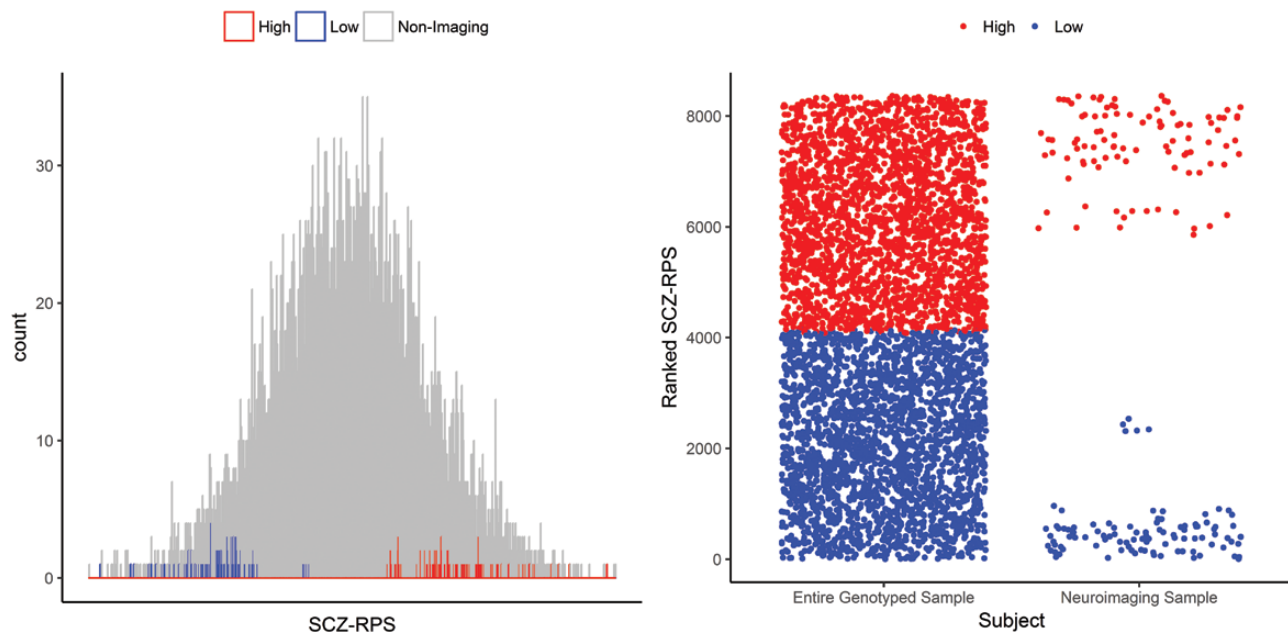 High Low Non-Imaging
count
30
20
10
0
SCZ-RPS
High Low
Ranked SCZ-RPS
8000
6000
4000
2000
0
Entire Genotyped Sample Neuroimaging Sample
Subject